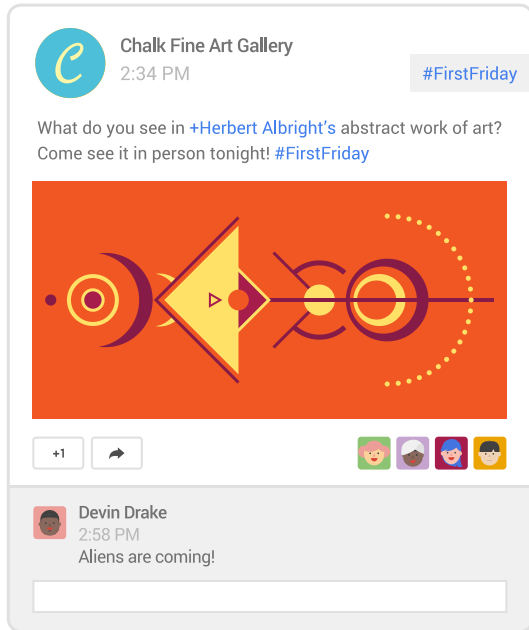 C
Chalk Fine Art Gallery
2:34 PM
#FirstFriday
What do you see in +Herbert Albright's abstract work of art?
Come see it in person tonight! #FirstFriday
+1
Devin Drake
2:58 PM
Aliens are coming!